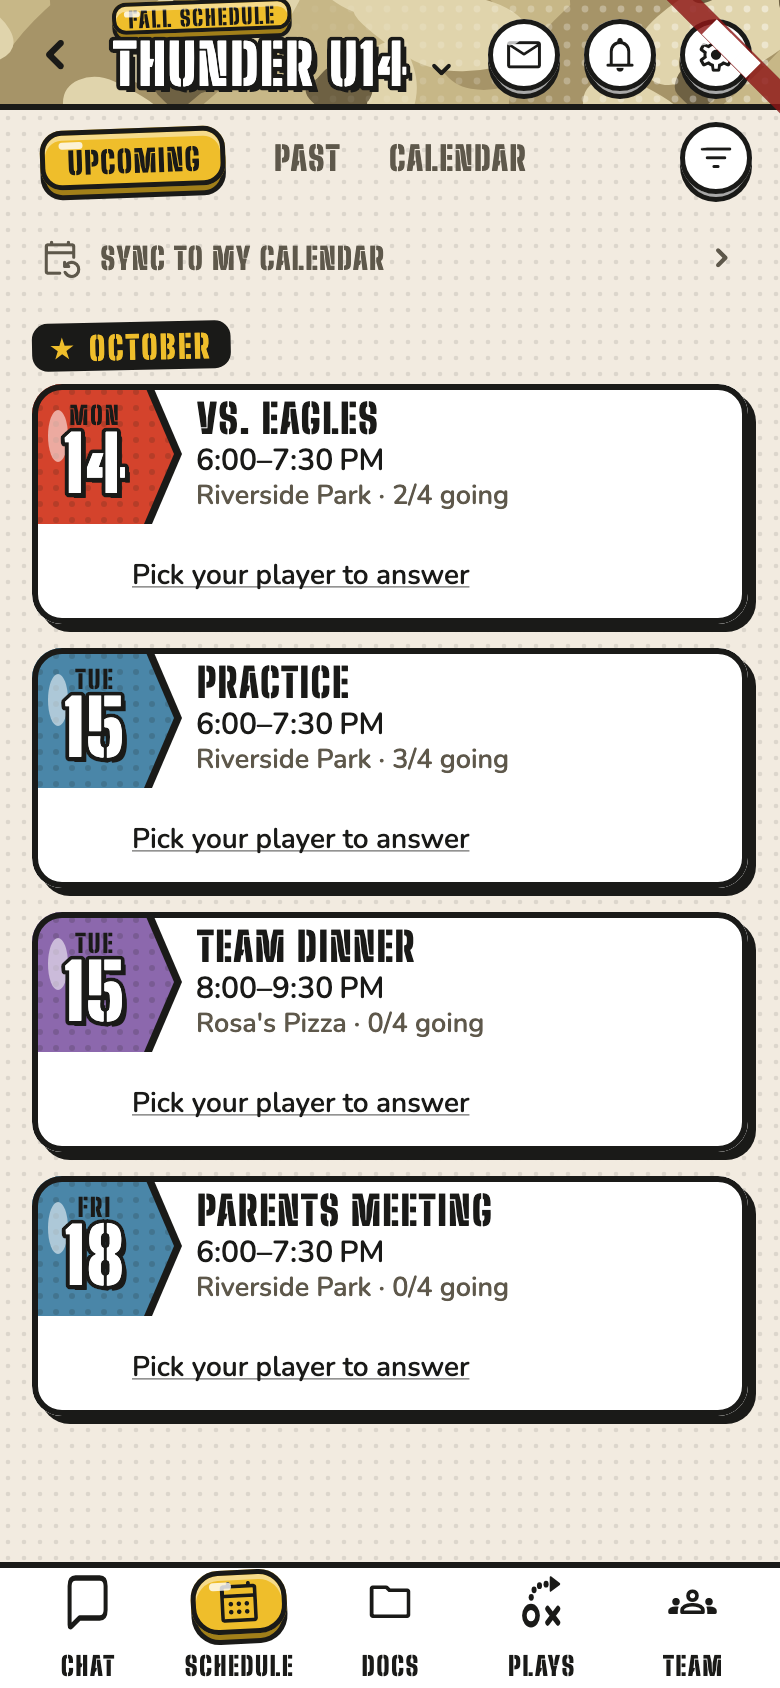 FALL SCHEDULE
THUNDER U14
UPCOMING
PAST
CALENDAR
SYNC TO MY CALENDAR
★ OCTOBER
MON
14
VS. EAGLES
6:00–7:30 PM
Riverside Park · 2/4 going
Pick your player to answer
TUE
15
PRACTICE
6:00–7:30 PM
Riverside Park · 3/4 going
Pick your player to answer
TUE
15
TEAM DINNER
8:00–9:30 PM
Rosa's Pizza · 0/4 going
Pick your player to answer
FRI
18
PARENTS MEETING
6:00–7:30 PM
Riverside Park · 0/4 going
Pick your player to answer
CHAT
SCHEDULE
DOCS
PLAYS
TEAM